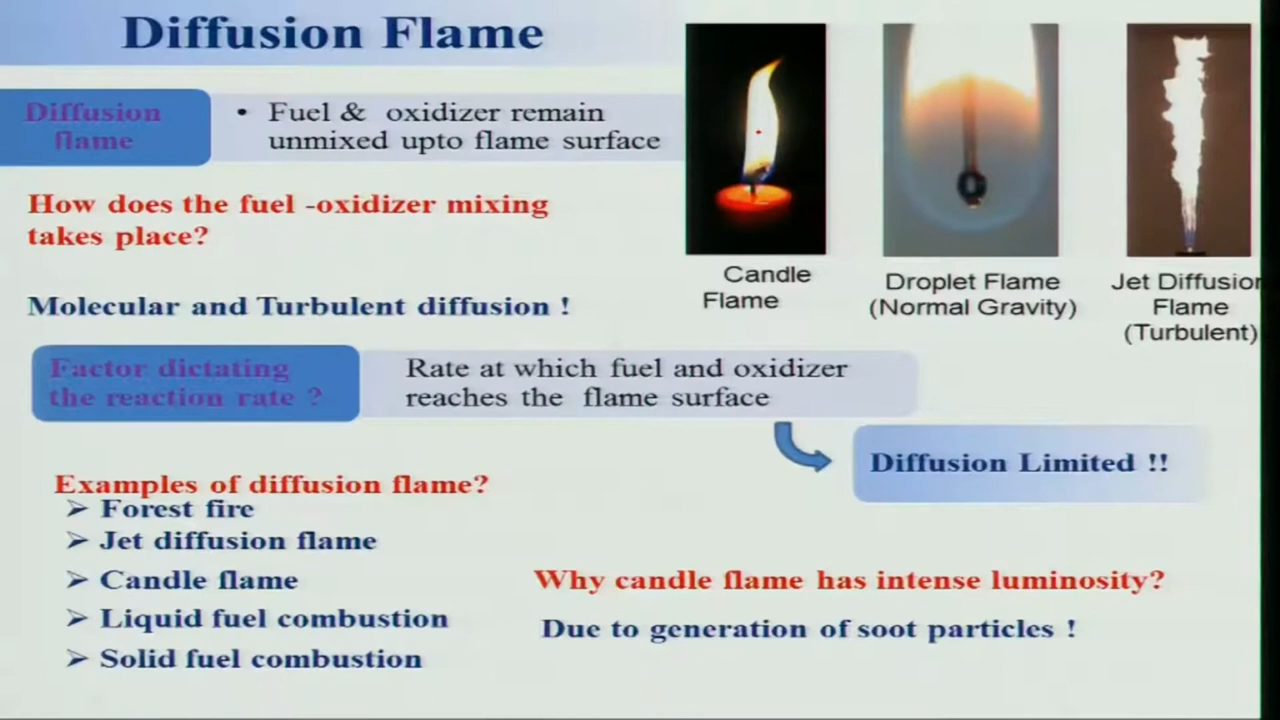 Diffusion Flame
Diffusion
flame
• Fuel & oxidizer remain
unmixed upto flame surface
How does the fuel -oxidizer mixing
takes place?
Candle
Flame
Droplet Flame
(Normal Gravity)
Jet Diffusion
Flame
(Turbulent)
Molecular and Turbulent diffusion !
Factor dictating
the reaction rate ?
Rate at which fuel and oxidizer
reaches the flame surface
Diffusion Limited !!
Examples of diffusion flame?
➢ Forest fire
➢ Jet diffusion flame
➢ Candle flame
➢ Liquid fuel combustion
➢ Solid fuel combustion
Why candle flame has intense luminosity?
Due to generation of soot particles !